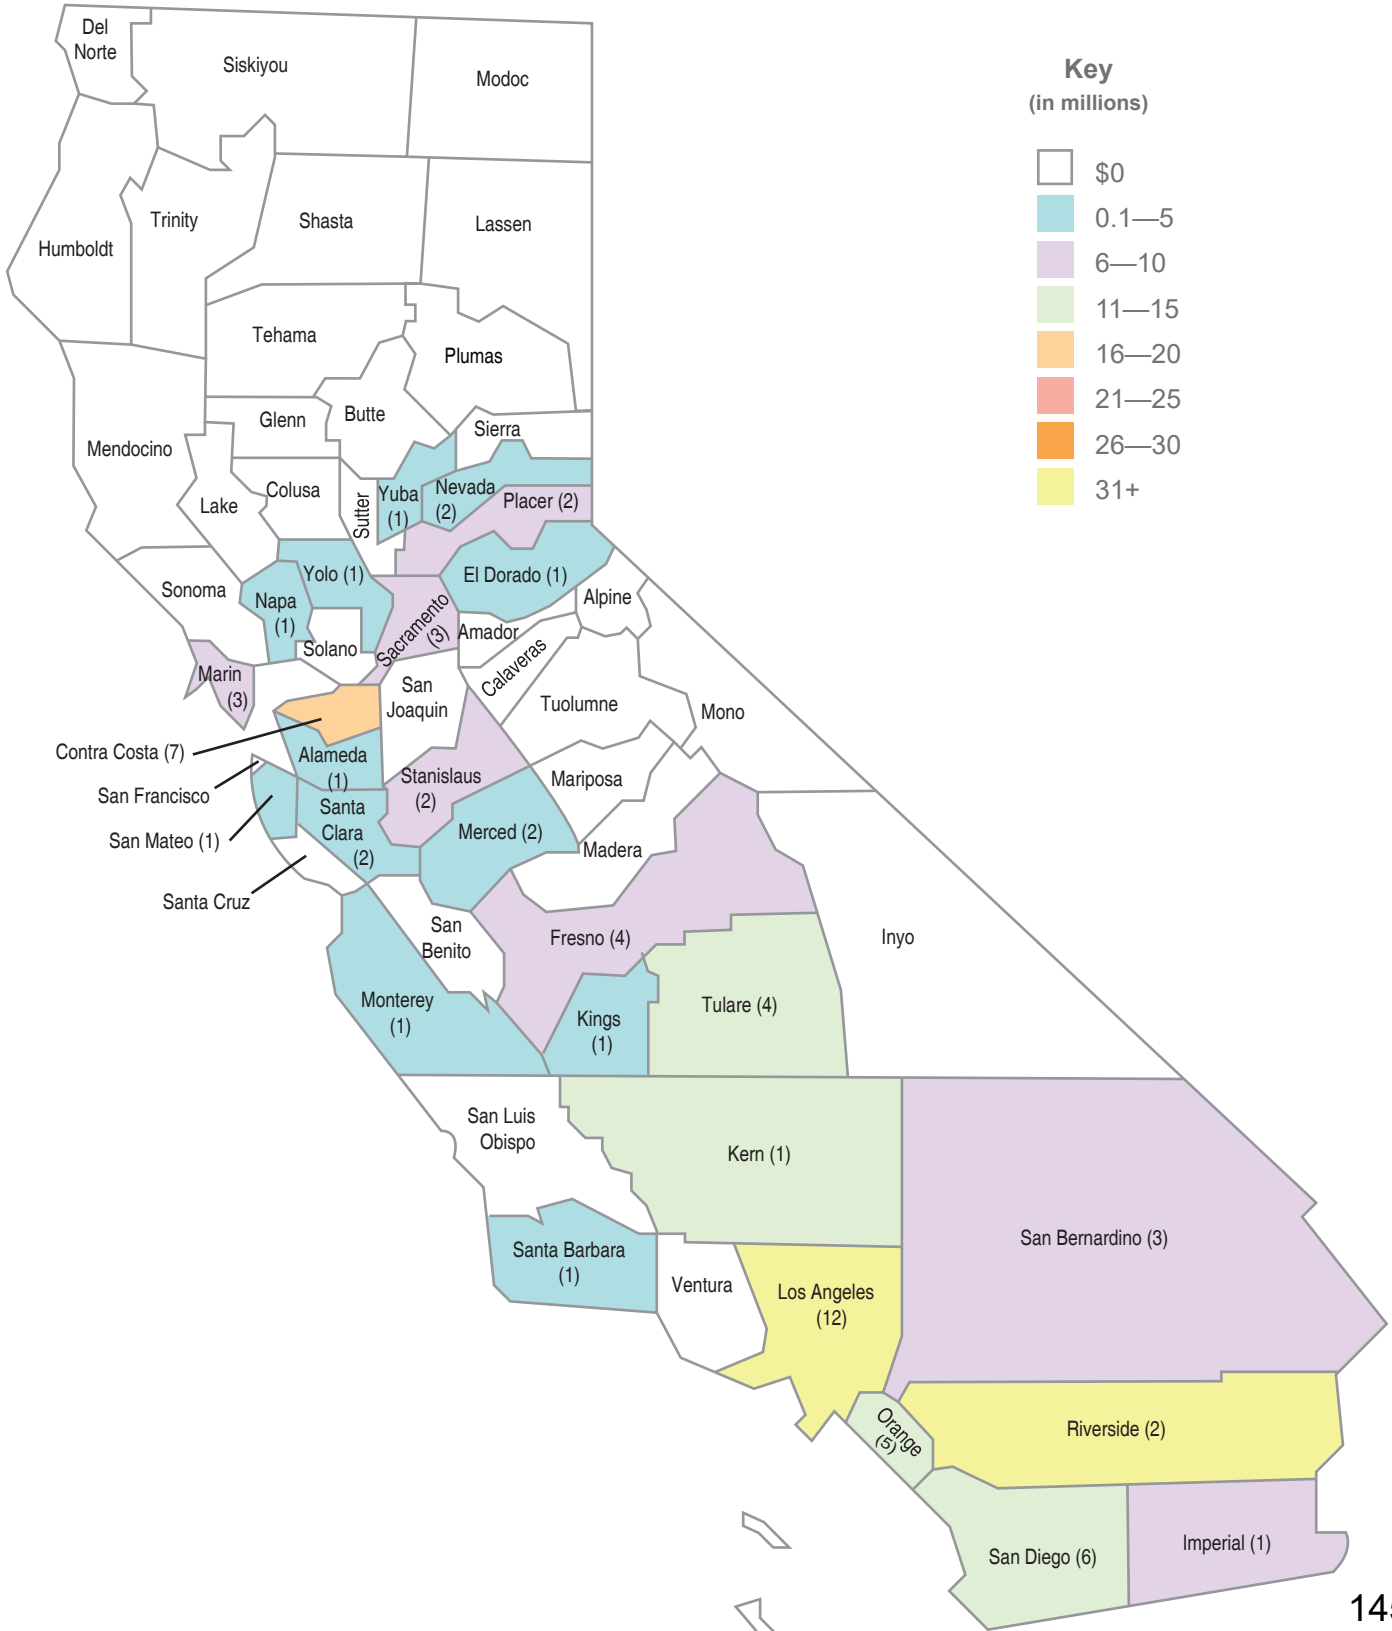 Del
Norte
Siskiyou
Modoc
Key
(in millions)
$0
0.1—5
6—10
11—15
16—20
21—25
26—30
31+
Humboldt
Trinity
Shasta
Lassen
Tehama
Plumas
Mendocino
Glenn
Butte
Sierra
Lake
Colusa
Sutter
Yuba
(1)
Nevada
(2)
Placer (2)
Sonoma
Napa
(1)
Yolo (1)
El Dorado (1)
Alpine
Solano
Sacramento
(3)
Amador
Calaveras
Marin
(3)
San
Joaquin
Tuolumne
Mono
Contra Costa (7)
Alameda
(1)
Stanislaus
(2)
Mariposa
San Francisco
San Mateo (1)
Santa
Clara
(2)
Merced (2)
Madera
Santa Cruz
San
Benito
Fresno (4)
Inyo
Monterey
(1)
Kings
(1)
Tulare (4)
San Luis
Obispo
Kern (1)
San Bernardino (3)
Santa Barbara
(1)
Ventura
Los Angeles
(12)
Orange
(5)
Riverside (2)
San Diego (6)
Imperial (1)
145